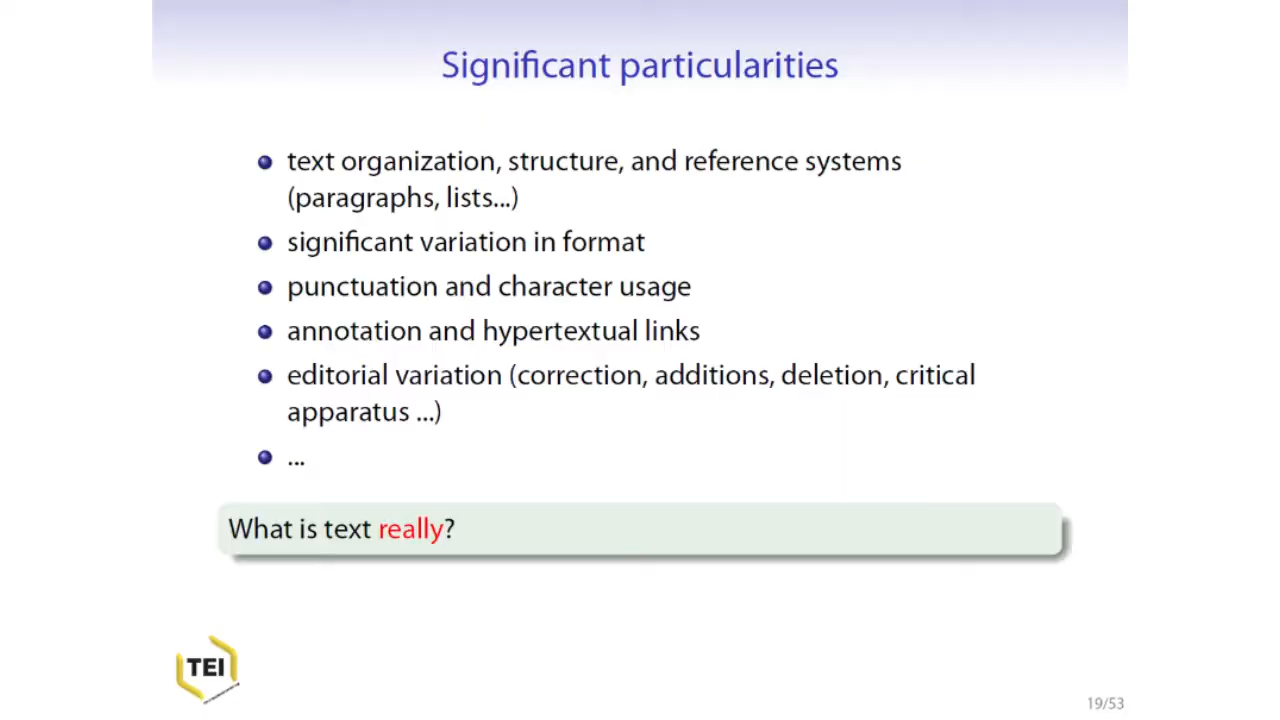 Significant particularities
text organization, structure, and reference systems
(paragraphs, lists...)
significant variation in format
punctuation and character usage
annotation and hypertextual links
editorial variation (correction, additions, deletion, critical
apparatus ...)
...
What is text really?
TEI
19/53